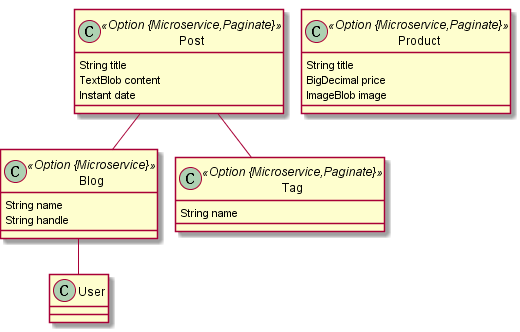 C «Option {Microservice,Paginate}»
Post
String title
TextBlob content
Instant date
C «Option {Microservice,Paginate}»
Product
String title
BigDecimal price
ImageBlob image
C «Option {Microservice}»
Blog
String name
String handle
C «Option {Microservice,Paginate}»
Tag
String name
C User